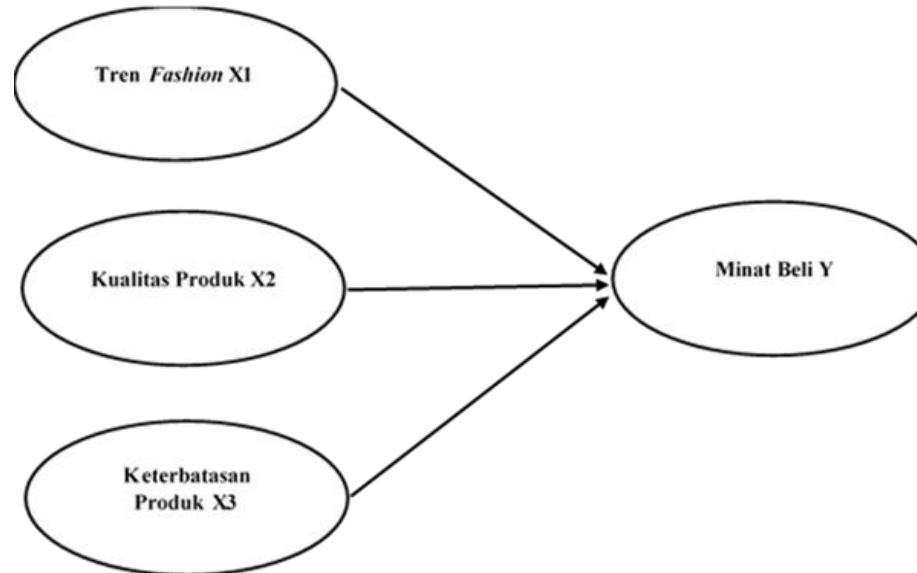 Tren Fashion X1
Kualitas Produk X2
Minat Beli Y
Keterbatasan
Produk X3